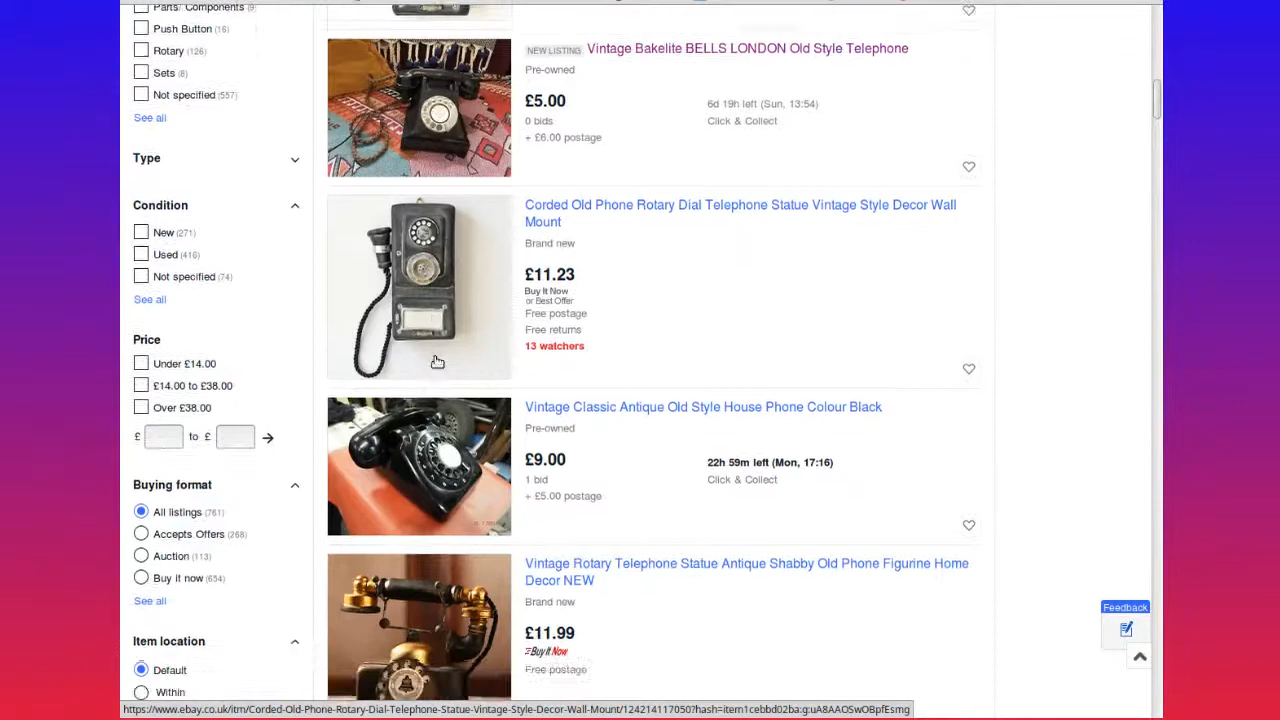 Parts/ Components (9
Push Button (16)
Rotary (126)
Sets (8)
Not specified (557)
See all
Type
Condition
New (271)
Used (416)
Not specified (74)
See all
Price
Under £14.00
£14.00 to £38.00
Over £38.00
£ to £
Buying format
All listings (761)
Accepts Offers (268)
Auction (113)
Buy it now (654)
See all
Item location
Default
Within
NEW LISTING Vintage Bakelite BELLS LONDON Old Style Telephone
Pre-owned
£5.00
6d 19h left (Sun, 13:54)
0 bids
Click & Collect
+ £6.00 postage
Corded Old Phone Rotary Dial Telephone Statue Vintage Style Decor Wall
Mount
Brand new
£11.23
Buy It Now
or Best Offer
Free postage
Free returns
13 watchers
Vintage Classic Antique Old Style House Phone Colour Black
Pre-owned
£9.00
22h 59m left (Mon, 17:16)
1 bid
Click & Collect
+ £5.00 postage
Vintage Rotary Telephone Statue Antique Shabby Old Phone Figurine Home
Decor NEW
Brand new
£11.99
Buy It Now
Free postage
Feedback
https://www.ebay.co.uk/itm/Corded-Old-Phone-Rotary-Dial-Telephone-Statue-Vintage-Style-Decor-Wall-Mount/124214117050?hash=item1cebbd02ba:g:uA8AAOSwOBpfEsmg